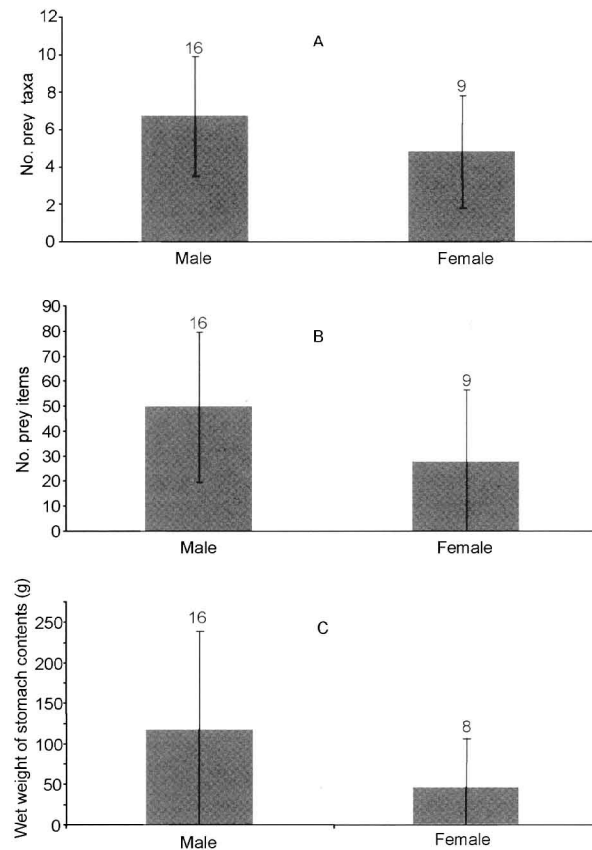 12
10
8
6
4
2
0
No. prey taxa
16
A
9
Male
Female
90
80
70
60
50
40
30
20
10
0
No. prey items
16
B
9
Male
Female
250
200
150
100
50
0
Wet weight of stomach contents (g)
16
C
8
Male
Female